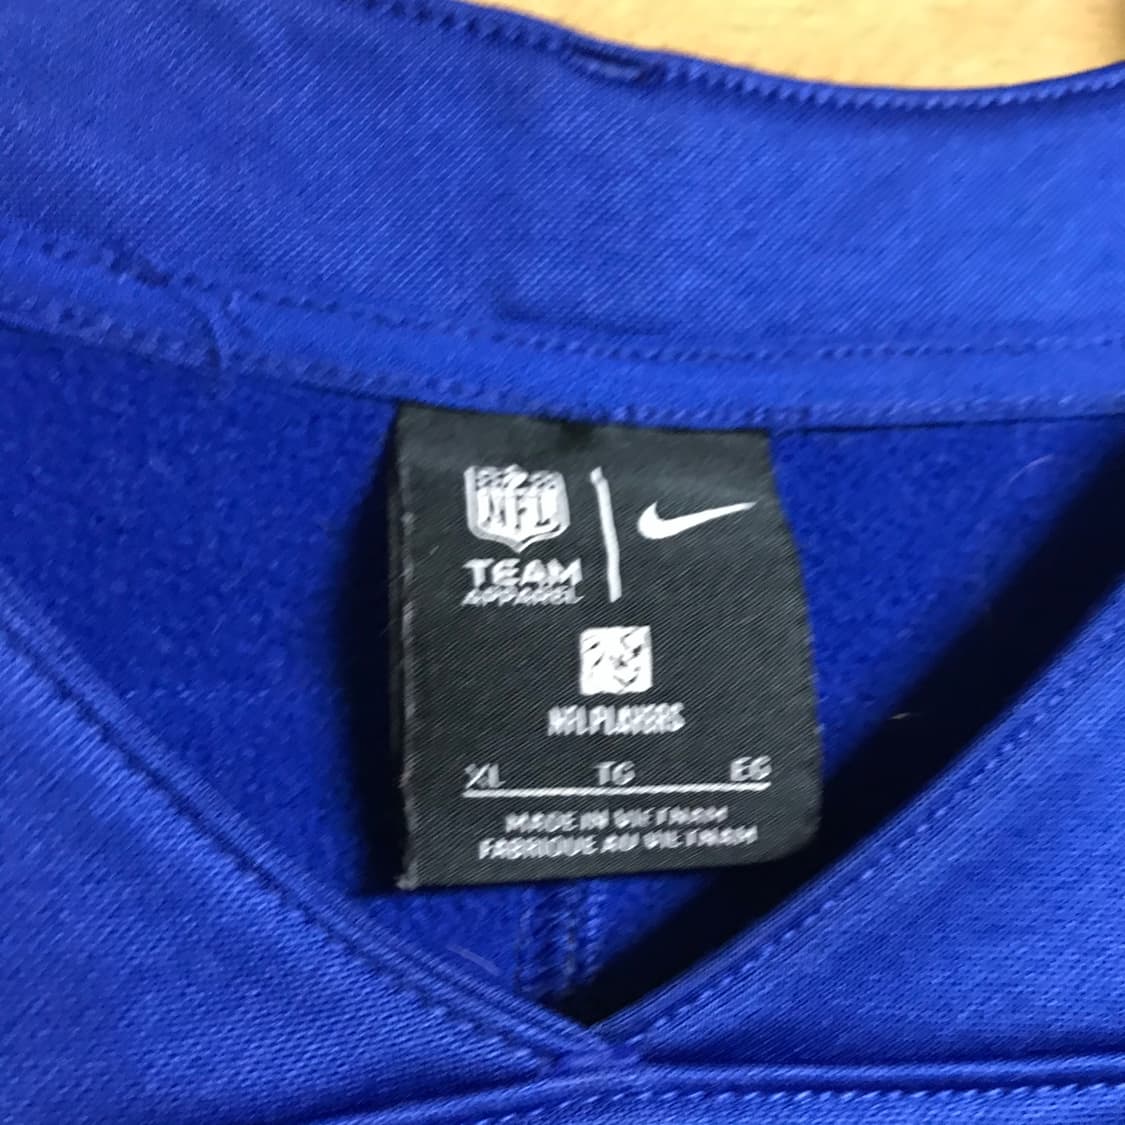 NFL
TEAM
APPAREL
NFL PLAYERS
XL TG EG
MADE IN VIETNAM
FABRIQUE AU VIETNAM